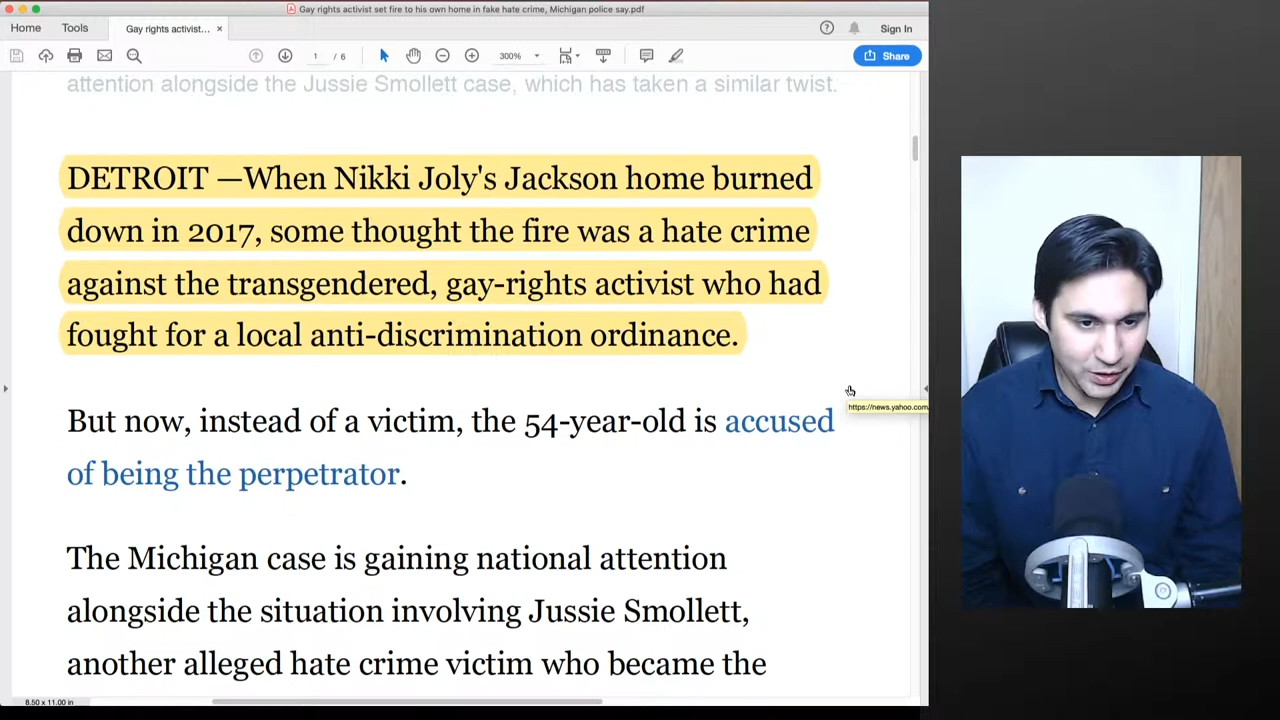 Gay rights activist set fire to his own home in fake hate crime, Michigan police say.pdf
Home Tools Gay rights activist... × Sign In
1 / 6 300% Share
attention alongside the Jussie Smollett case, which has taken a similar twist.
DETROIT —When Nikki Joly's Jackson home burned
down in 2017, some thought the fire was a hate crime
against the transgendered, gay-rights activist who had
fought for a local anti-discrimination ordinance.
https://news.yahoo.com
But now, instead of a victim, the 54-year-old is accused
of being the perpetrator.
The Michigan case is gaining national attention
alongside the situation involving Jussie Smollett,
another alleged hate crime victim who became the
8.50 x 11.00 in